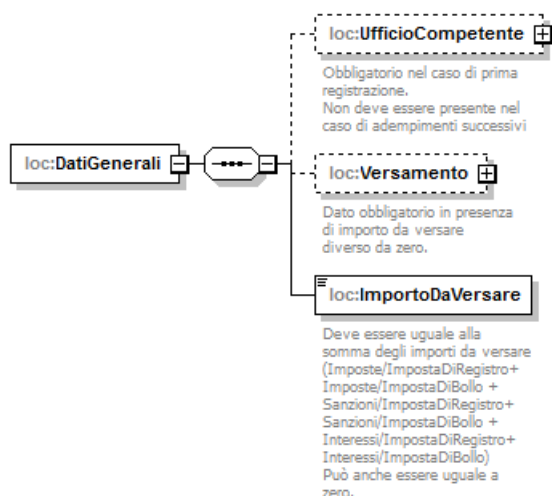 loc:UfficioCompetente
Obbligatorio nel caso di prima
registrazione.
Non deve essere presente nel
caso di adempimenti successivi
loc:DatiGenerali
loc:Versamento
Dato obbligatorio in presenza
di importo da versare
diverso da zero.
loc:ImportoDaVersare
Deve essere uguale alla
somma degli importi da versare
(Imposte/ImpostaDiRegistro+
Imposte/ImpostaDiBollo +
Sanzioni/ImpostaDiRegistro+
Sanzioni/ImpostaDiBollo +
Interessi/ImpostaDiRegistro+
Interessi/ImpostaDiBollo)
Può anche essere uguale a
zero.